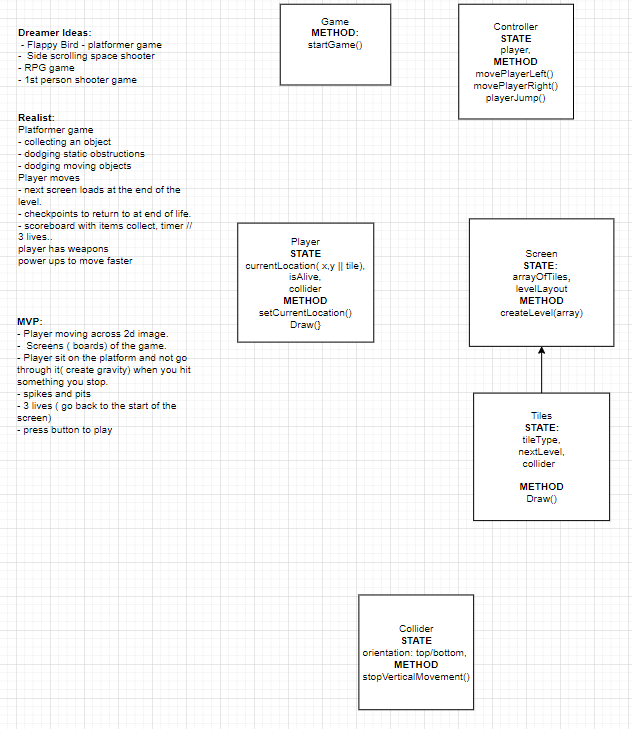 Dreamer Ideas:
- Flappy Bird - platformer game
- Side scrolling space shooter
- RPG game
- 1st person shooter game
Realist:
Platformer game
- collecting an object
- dodging static obstructions
- dodging moving objects
Player moves
- next screen loads at the end of the
level.
- checkpoints to return to at end of life.
- scoreboard with items collect, timer //
3 lives..
player has weapons
power ups to move faster
MVP:
- Player moving across 2d image.
- Screens ( boards) of the game.
- Player sit on the platform and not go
through it( create gravity) when you hit
something you stop.
- spikes and pits
- 3 lives ( go back to the start of the
screen)
- press button to play
Game
METHOD:
startGame()
Controller
STATE
player,
METHOD
movePlayerLeft()
movePlayerRight()
playerJump()
Player
STATE
currentLocation( x,y || tile),
isAlive,
collider
METHOD
setCurrentLocation()
Draw(}
Screen
STATE:
arrayOfTiles,
levelLayout
METHOD
createLevel(array)
Tiles
STATE:
tileType,
nextLevel,
collider
METHOD
Draw()
Collider
STATE
orientation: top/bottom,
METHOD
stopVerticalMovement()